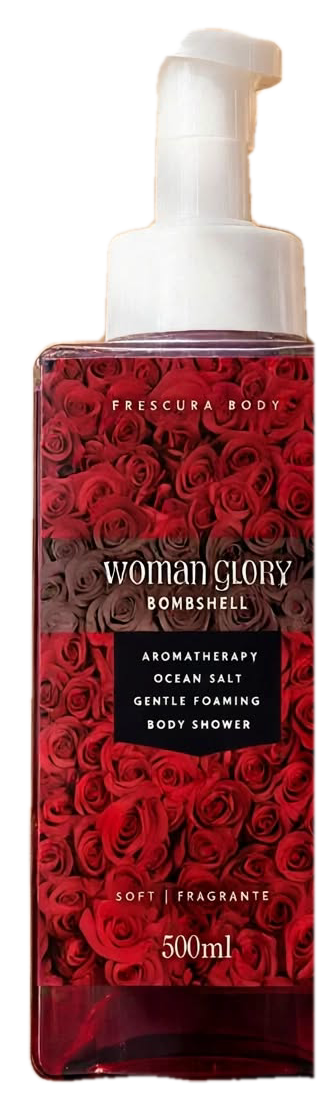 FRESCURA BODY
WOMAN GLORY
BOMBSHELL
AROMATHERAPY
OCEAN SALT
GENTLE FOAMING
BODY SHOWER
SOFT | FRAGRANTE
500ml